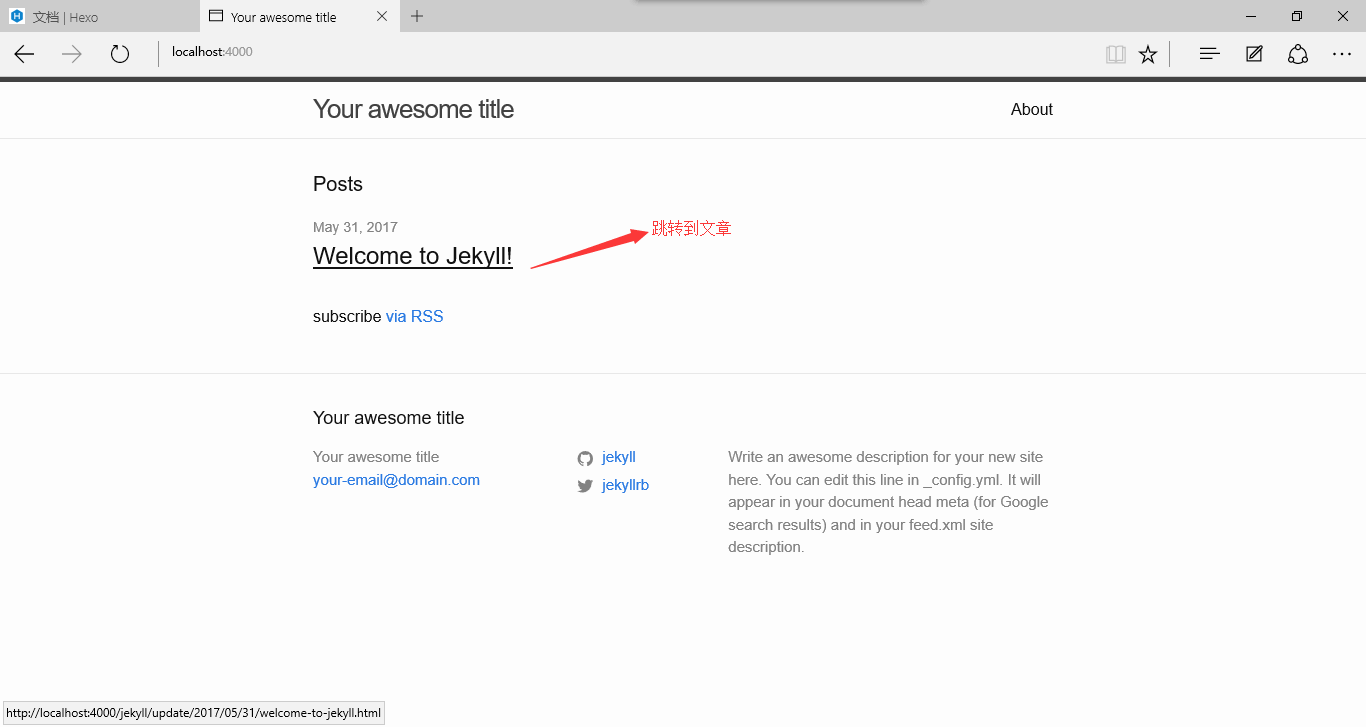 文档 | Hexo
Your awesome title
localhost:4000
Your awesome title
About
Posts
May 31, 2017
跳转到文章
Welcome to Jekyll!
subscribe via RSS
Your awesome title
Your awesome title
your-email@domain.com
jekyll
jekyllrb
Write an awesome description for your new site
here. You can edit this line in _config.yml. It will
appear in your document head meta (for Google
search results) and in your feed.xml site
description.
http://localhost:4000/jekyll/update/2017/05/31/welcome-to-jekyll.html